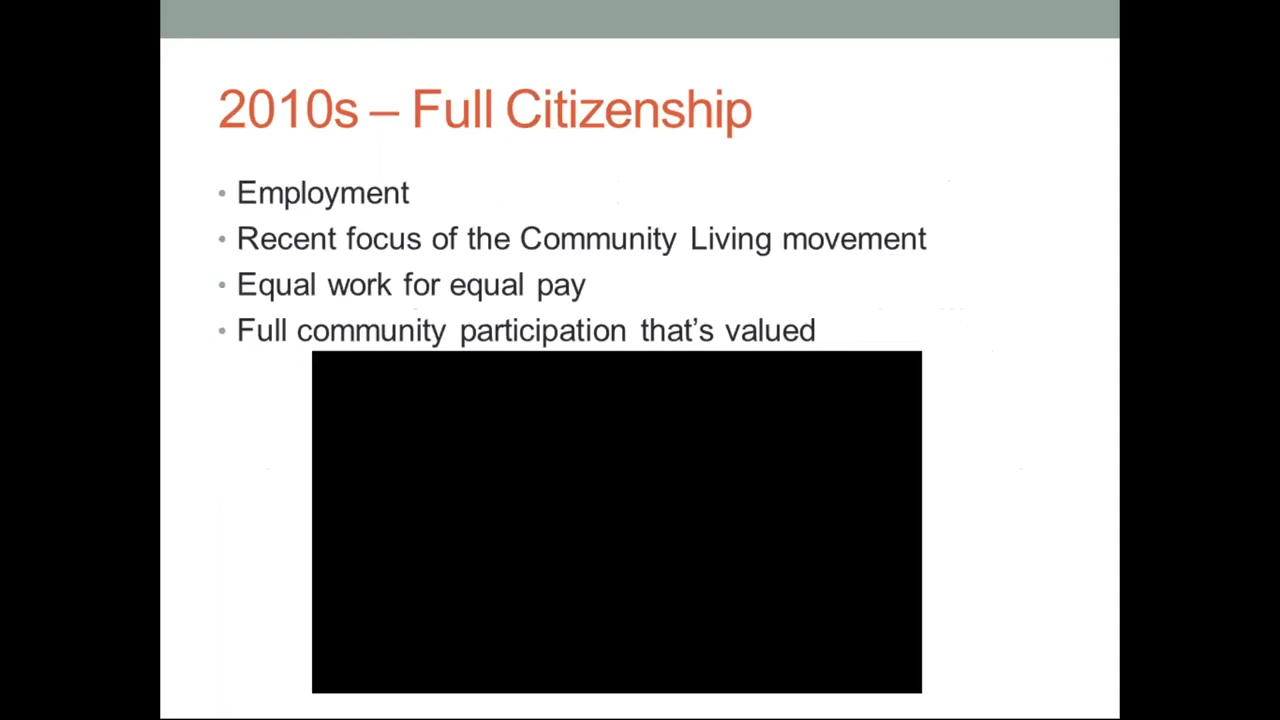 2010s – Full Citizenship
• Employment
• Recent focus of the Community Living movement
• Equal work for equal pay
• Full community participation that’s valued